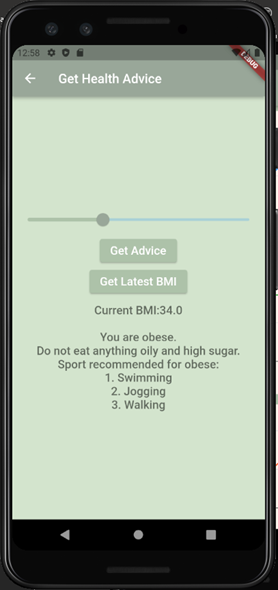 12:58
DEBUG
Get Health Advice
Get Advice
Get Latest BMI
Current BMI:34.0
You are obese.
Do not eat anything oily and high sugar.
Sport recommended for obese:
1. Swimming
2. Jogging
3. Walking